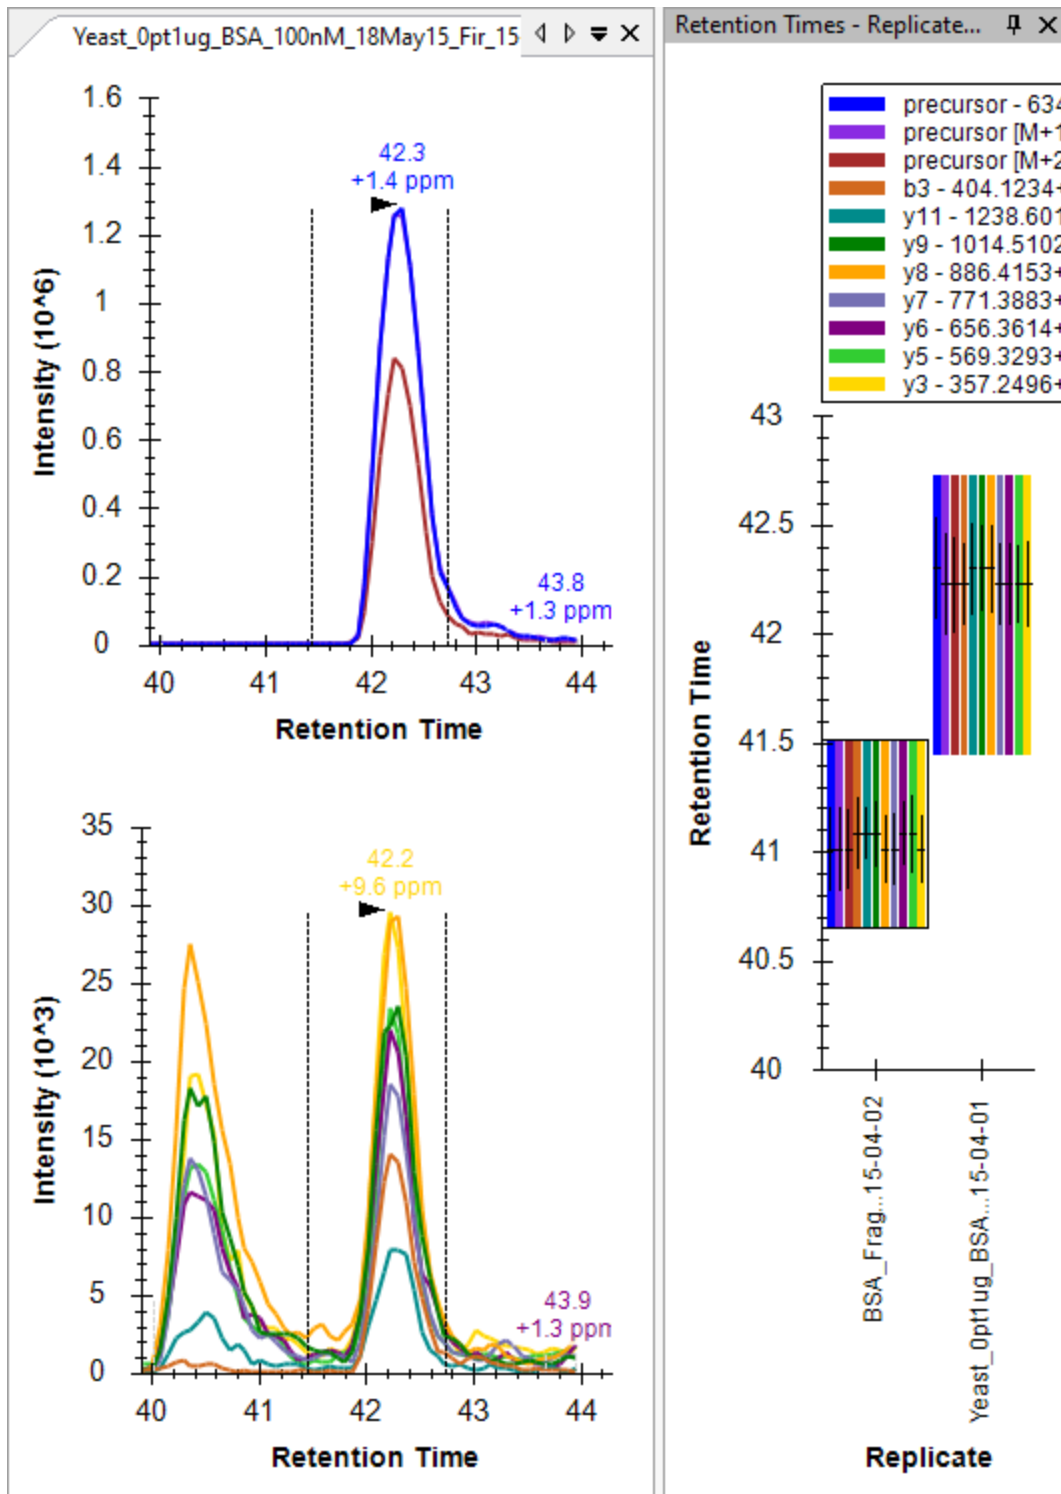 Yeast_0pt1ug_BSA_100nM_18May15_Fir_15
1.6
1.4
1.2
1
0.8
0.6
0.4
0.2
0
Intensity (10^6)
42.3
+1.4 ppm
43.8
+1.3 ppm
40 41 42 43 44
Retention Time
35
30
25
20
15
10
5
0
Intensity (10^3)
42.2
+9.6 ppm
43.9
+1.3 ppm
40 41 42 43 44
Retention Time
Retention Times - Replicate...
precursor - 634
precursor [M+1
precursor [M+2
b3 - 404.1234+
y11 - 1238.601
y9 - 1014.5102
y8 - 886.4153+
y7 - 771.3883+
y6 - 656.3614+
y5 - 569.3293+
y3 - 357.2496+
43
42.5
42
41.5
41
40.5
40
Retention Time
BSA_Frag...15-04-02
Yeast_0pt1ug_BSA...15-04-01
Replicate